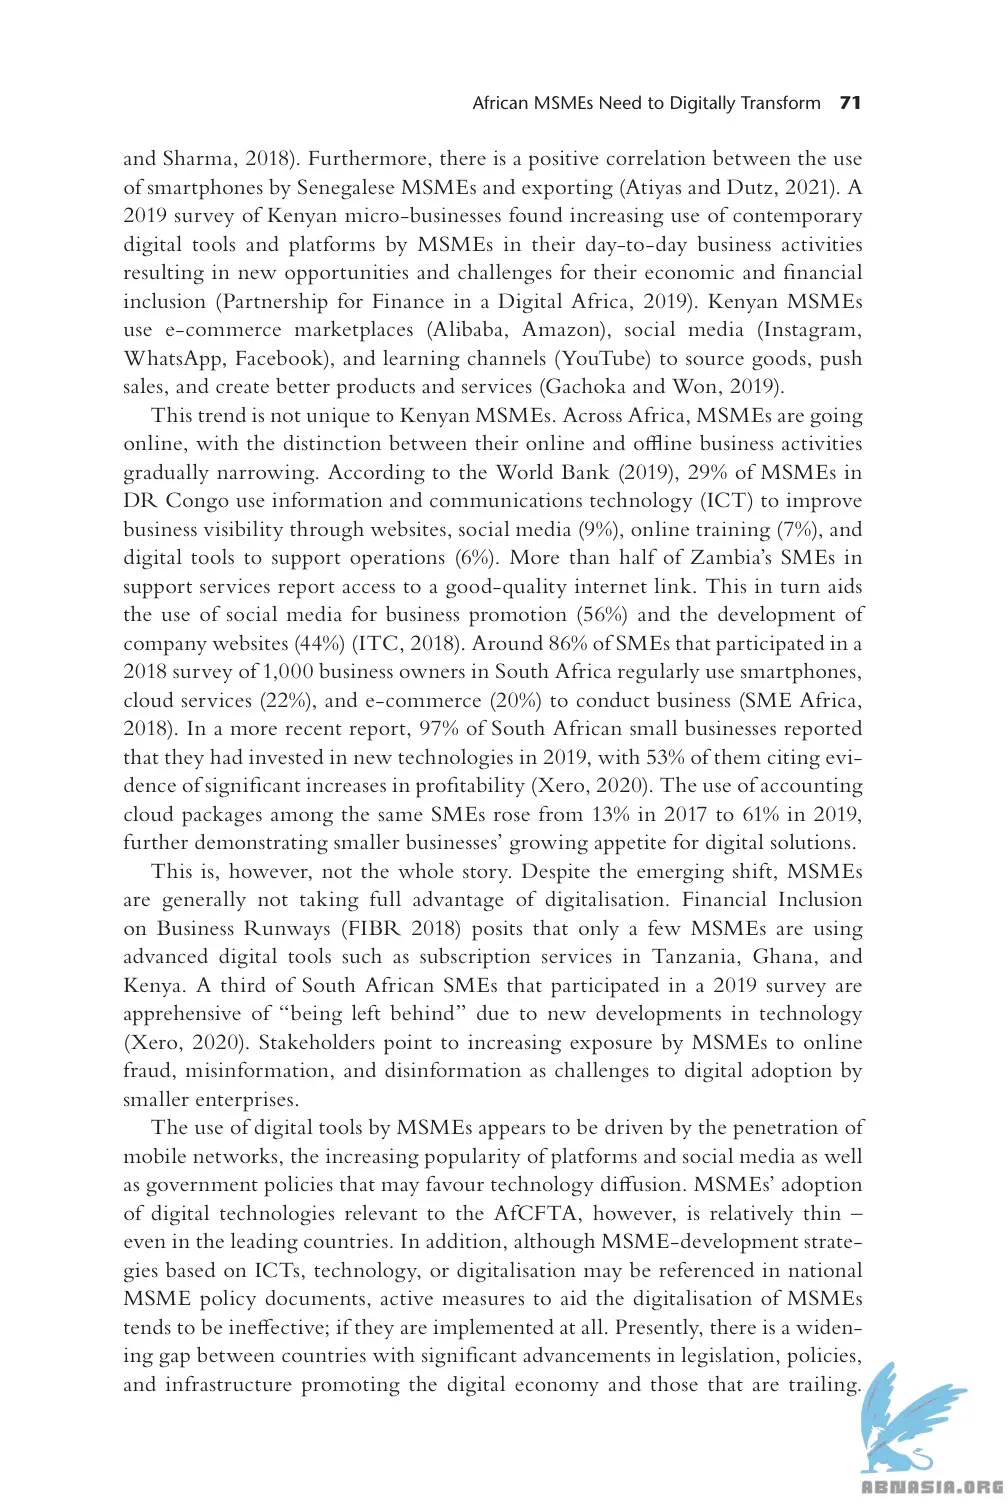 African MSMEs Need to Digitally Transform 71
and Sharma, 2018). Furthermore, there is a positive correlation between the use
of smartphones by Senegalese MSMEs and exporting (Atiyas and Dutz, 2021). A
2019 survey of Kenyan micro-businesses found increasing use of contemporary
digital tools and platforms by MSMEs in their day-to-day business activities
resulting in new opportunities and challenges for their economic and financial
inclusion (Partnership for Finance in a Digital Africa, 2019). Kenyan MSMEs
use e-commerce marketplaces (Alibaba, Amazon), social media (Instagram,
WhatsApp, Facebook), and learning channels (YouTube) to source goods, push
sales, and create better products and services (Gachoka and Won, 2019).
This trend is not unique to Kenyan MSMEs. Across Africa, MSMEs are going
online, with the distinction between their online and offline business activities
gradually narrowing. According to the World Bank (2019), 29% of MSMEs in
DR Congo use information and communications technology (ICT) to improve
business visibility through websites, social media (9%), online training (7%), and
digital tools to support operations (6%). More than half of Zambia's SMEs in
support services report access to a good-quality internet link. This in turn aids
the use of social media for business promotion (56%) and the development of
company websites (44%) (ITC, 2018). Around 86% of SMEs that participated in a
2018 survey of 1,000 business owners in South Africa regularly use smartphones,
cloud services (22%), and e-commerce (20%) to conduct business (SME Africa,
2018). In a more recent report, 97% of South African small businesses reported
that they had invested in new technologies in 2019, with 53% of them citing evi-
dence of significant increases in profitability (Xero, 2020). The use of accounting
cloud packages among the same SMEs rose from 13% in 2017 to 61% in 2019,
further demonstrating smaller businesses' growing appetite for digital solutions.
This is, however, not the whole story. Despite the emerging shift, MSMEs
are generally not taking full advantage of digitalisation. Financial Inclusion
on Business Runways (FIBR 2018) posits that only a few MSMEs are using
advanced digital tools such as subscription services in Tanzania, Ghana, and
Kenya. A third of South African SMEs that participated in a 2019 survey are
apprehensive of “being left behind” due to new developments in technology
(Xero, 2020). Stakeholders point to increasing exposure by MSMEs to online
fraud, misinformation, and disinformation as challenges to digital adoption by
smaller enterprises.
The use of digital tools by MSMEs appears to be driven by the penetration of
mobile networks, the increasing popularity of platforms and social media as well
as government policies that may favour technology diffusion. MSMEs' adoption
of digital technologies relevant to the AfCFTA, however, is relatively thin –
even in the leading countries. In addition, although MSME-development strate-
gies based on ICTs, technology, or digitalisation may be referenced in national
MSME policy documents, active measures to aid the digitalisation of MSMEs
tends to be ineffective; if they are implemented at all. Presently, there is a widen-
ing gap between countries with significant advancements in legislation, policies,
and infrastructure promoting the digital economy and those that are trailing.
ABNASIA.ORG